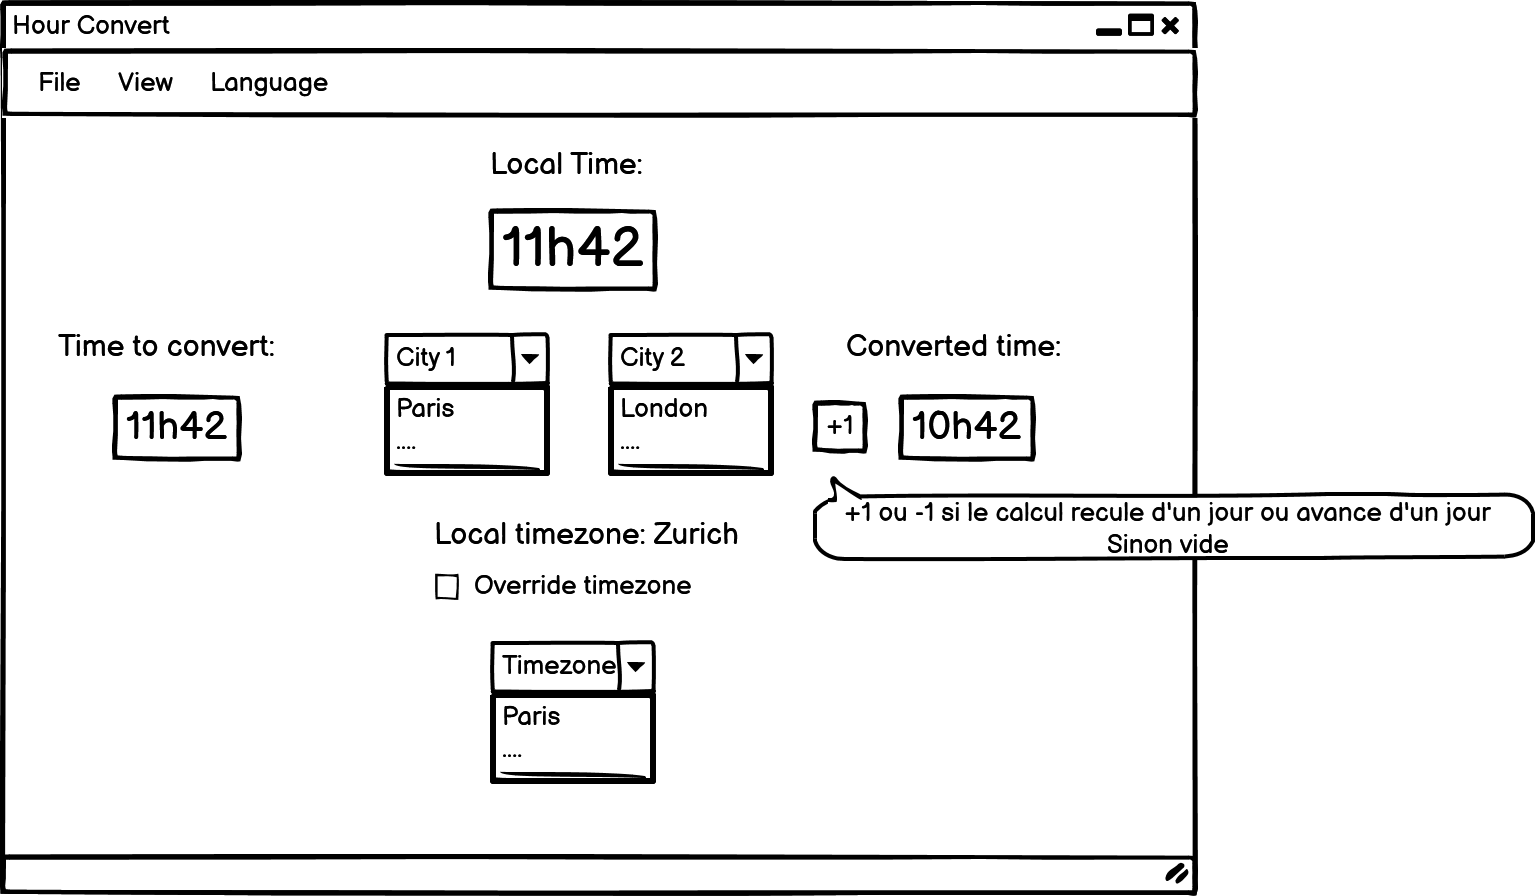 Hour Convert
File View Language
Local Time:
11h42
Time to convert:
City 1
City 2
Converted time:
11h42
Paris
....
London
....
+1
10h42
+1 ou -1 si le calcul recule d'un jour ou avance d'un jour
Sinon vide
Local timezone: Zurich
Override timezone
Timezone
Paris
....